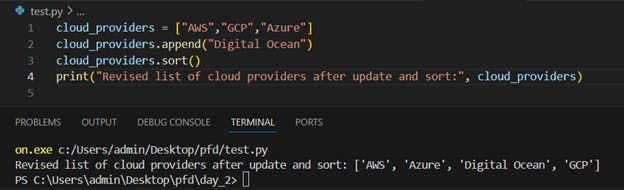 test.py > ...
1 cloud_providers = ["AWS","GCP","Azure"]
2 cloud_providers.append("Digital Ocean")
3 cloud_providers.sort()
4 print("Revised list of cloud providers after update and sort:", cloud_providers)
5
PROBLEMS OUTPUT DEBUG CONSOLE TERMINAL PORTS
on.exe c:/Users/admin/Desktop/pfd/test.py
Revised list of cloud providers after update and sort: ['AWS', 'Azure', 'Digital Ocean', 'GCP']
PS C:\Users\admin\Desktop\pfd\day_2>